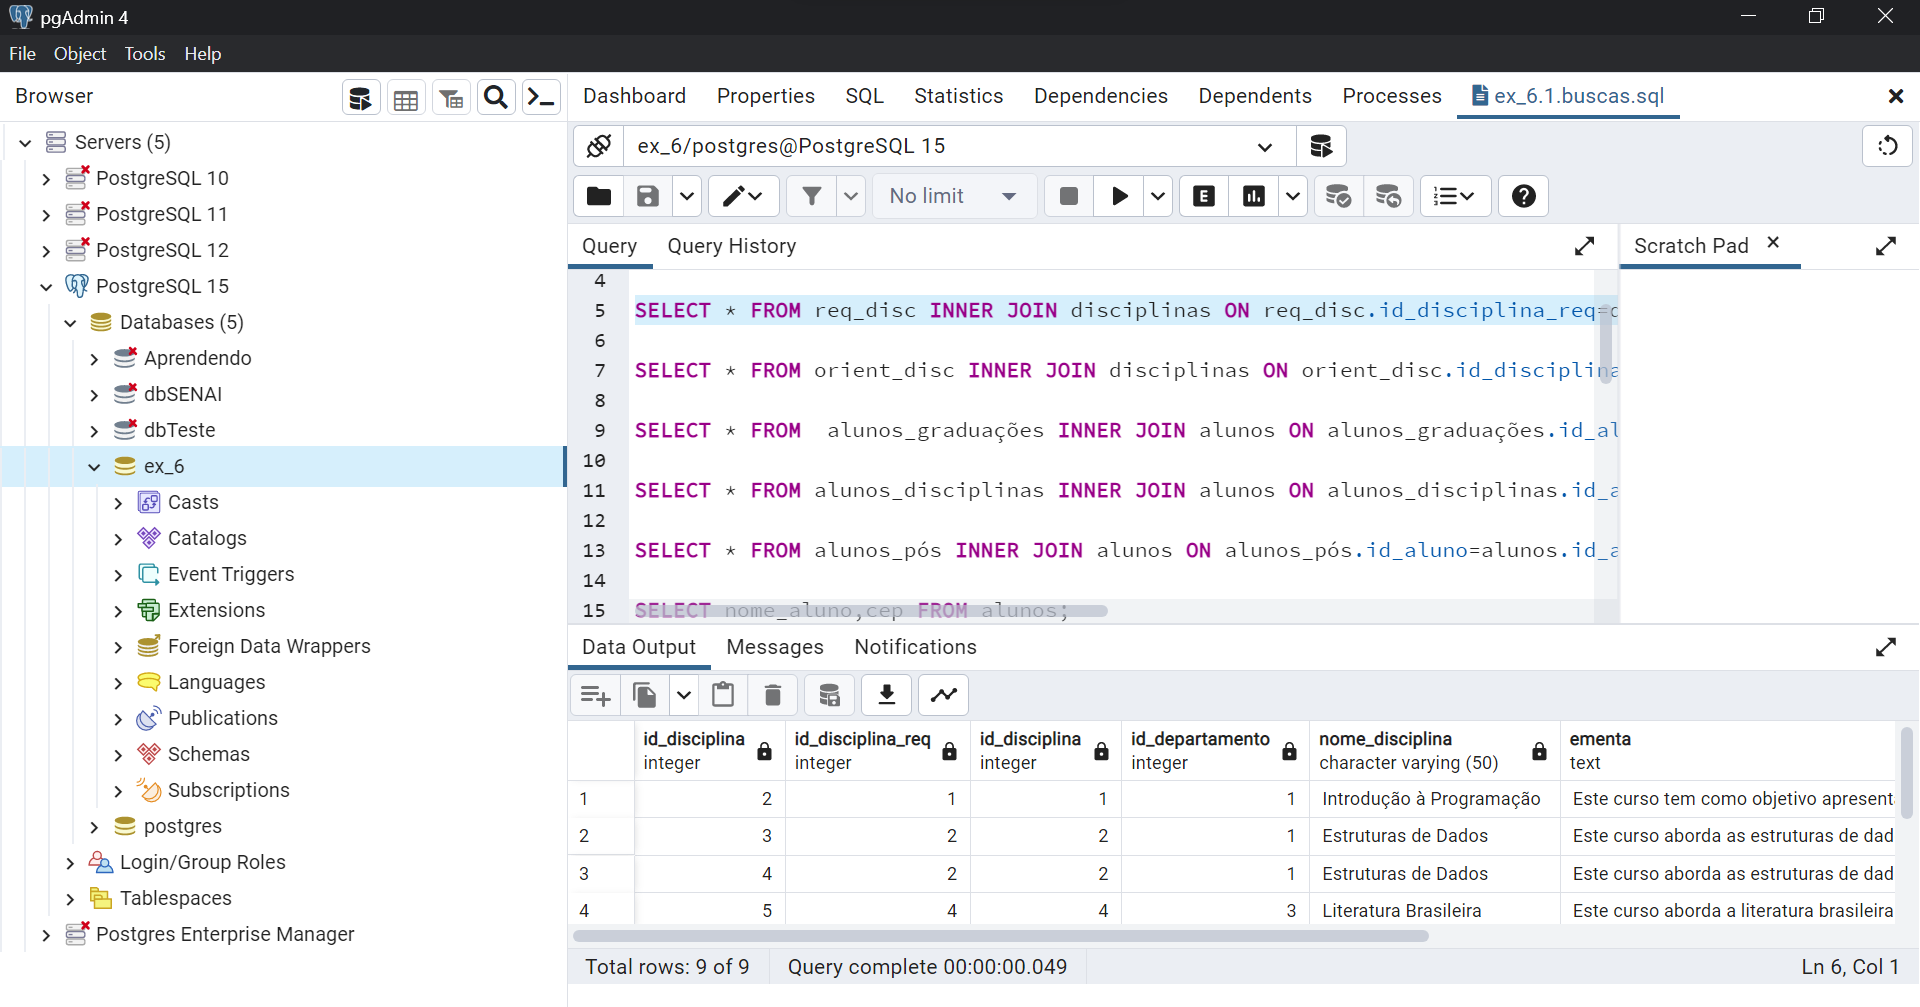 pgAdmin 4
File Object Tools Help
Browser
Dashboard Properties SQL Statistics Dependencies Dependents Processes ex_6.1.buscas.sql
Servers (5)
PostgreSQL 10
PostgreSQL 11
PostgreSQL 12
PostgreSQL 15
Databases (5)
Aprendendo
dbSENAI
dbTeste
ex_6
Casts
Catalogs
Event Triggers
Extensions
Foreign Data Wrappers
Languages
Publications
Schemas
Subscriptions
postgres
Login/Group Roles
Tablespaces
Postgres Enterprise Manager
ex_6/postgres@PostgreSQL 15
No limit
E
Query Query History
Scratch Pad
4
5 SELECT * FROM req_disc INNER JOIN disciplinas ON req_disc.id_disciplina_req=
6
7 SELECT * FROM orient_disc INNER JOIN disciplinas ON orient_disc.id_disciplina
8
9 SELECT * FROM  alunos_graduações INNER JOIN alunos ON alunos_graduações.id_al
10
11 SELECT * FROM alunos_disciplinas INNER JOIN alunos ON alunos_disciplinas.id_a
12
13 SELECT * FROM alunos_pós INNER JOIN alunos ON alunos_pós.id_aluno=alunos.id_a
14
15 SELECT nome_aluno,cep FROM alunos;
Data Output Messages Notifications
id_disciplina id_disciplina_req id_disciplina id_departamento nome_disciplina ementa
integer integer integer integer character varying (50) text
1 2 1 1 1 Introdução à Programação Este curso tem como objetivo apresent
2 3 2 2 1 Estruturas de Dados Este curso aborda as estruturas de dad
3 4 2 2 1 Estruturas de Dados Este curso aborda as estruturas de dad
4 5 4 4 3 Literatura Brasileira Este curso aborda a literatura brasileira
Total rows: 9 of 9 Query complete 00:00:00.049 Ln 6, Col 1